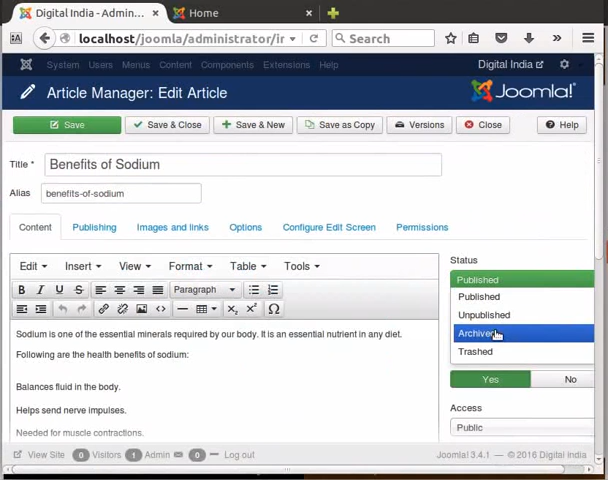 Digital India - Admin...
Home
localhost/joomla/administrator/ir
Search
System Users Menus Content Components Extensions Help
Digital India
Article Manager: Edit Article
Joomla!
Save
Save & Close
Save & New
Save as Copy
Versions
Close
Help
Title *
Benefits of Sodium
Alias
benefits-of-sodium
Content
Publishing
Images and links
Options
Configure Edit Screen
Permissions
Edit Insert View Format Table Tools
B I U S Paragraph
Sodium is one of the essential minerals required by our body. It is an essential nutrient in any diet.
Following are the health benefits of sodium:
Balances fluid in the body.
Helps send nerve impulses.
Needed for muscle contractions.
Status
Published
Published
Unpublished
Archived
Trashed
Yes
No
Access
Public
View Site 0 Visitors 1 Admin 0 Log out
Joomla! 3.4.1 — © 2016 Digital India